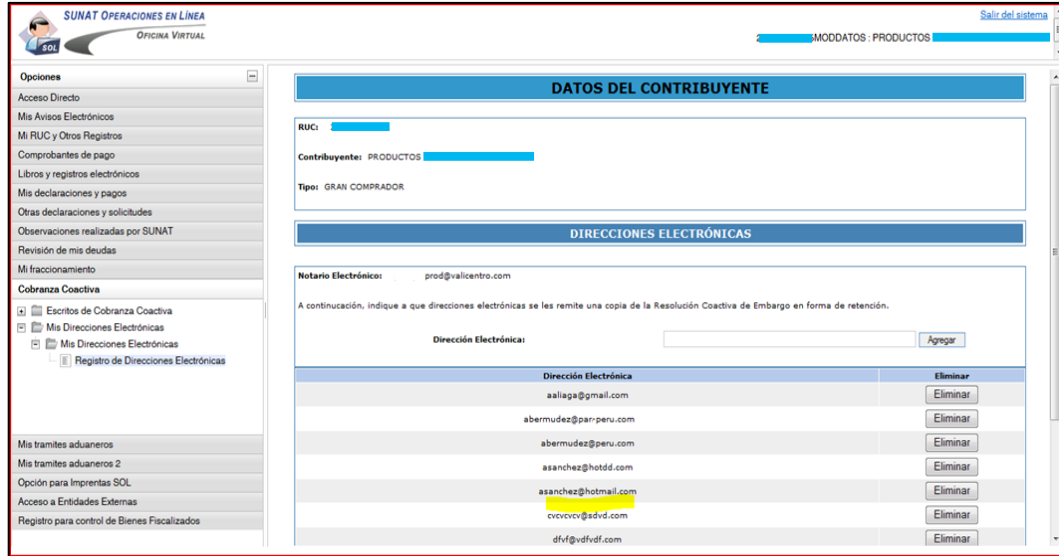 SUNAT OPERACIONES EN LÍNEA
OFICINA VIRTUAL
SOL
Salir del sistema
MODDATOS : PRODUCTOS
Opciones
Acceso Directo
Mis Avisos Electrónicos
Mi RUC y Otros Registros
Comprobantes de pago
Libros y registros electrónicos
Mis declaraciones y pagos
Otras declaraciones y solicitudes
Observaciones realizadas por SUNAT
Revisión de mis deudas
Mi fraccionamiento
Cobranza Coactiva
Escritos de Cobranza Coactiva
Mis Direcciones Electrónicas
Mis Direcciones Electrónicas
Registro de Direcciones Electrónicas
Mis tramites aduaneros
Mis tramites aduaneros 2
Opción para Imprentas SOL
Acceso a Entidades Externas
Registro para control de Bienes Fiscalizados
DATOS DEL CONTRIBUYENTE
RUC:
Contribuyente: PRODUCTOS
Tipo: GRAN COMPRADOR
DIRECCIONES ELECTRÓNICAS
Notario Electrónico: prod@valicentro.com
A continucación, indique a que direcciones electrónicas se les remite una copia de la Resolución Coactiva de Embargo en forma de retención.
Dirección Electrónica: Agregar
Dirección Electrónica Eliminar
aaliaga@gmail.com Eliminar
abermudez@par-peru.com Eliminar
abermudez@peru.com Eliminar
asanchez@hotdd.com Eliminar
asanchez@hotmail.com Eliminar
cvcvcvcv@sdvd.com Eliminar
dfvf@vdfvdf.com Eliminar